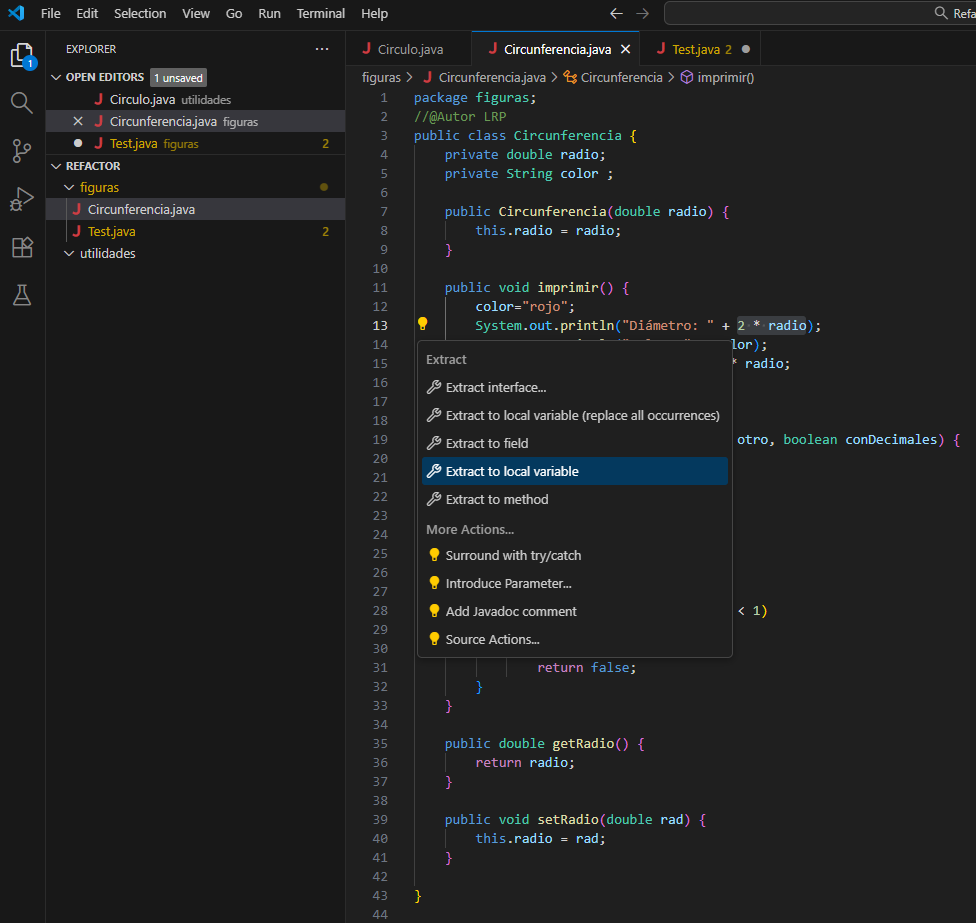 File Edit Selection View Go Run Terminal Help Refa
EXPLORER ...
OPEN EDITORS 1 unsaved
Circulo.java utilidades
Circunferencia.java figuras
Test.java figuras 2
REFACTOR
figuras
Circunferencia.java
Test.java 2
utilidades
1
Circulo.java Circunferencia.java Test.java 2
figuras > Circunferencia.java > Circunferencia > imprimir()
1 package figuras;
2 //@Autor LRP
3 public class Circunferencia {
4 private double radio;
5 private String color ;
6
7 public Circunferencia(double radio) {
8 this.radio = radio;
9 }
10
11 public void imprimir() {
12 color="rojo";
13 System.out.println("Diámetro: " + 2 * radio);
14 lor);
15 * radio;
16
17
18
19 otro, boolean conDecimales) {
20
21
22
23
24
25
26
27
28 < 1)
29
30
31 return false;
32 }
33 }
34
35 public double getRadio() {
36 return radio;
37 }
38
39 public void setRadio(double rad) {
40 this.radio = rad;
41 }
42
43 }
44
Extract
Extract interface...
Extract to local variable (replace all occurrences)
Extract to field
Extract to local variable
Extract to method
More Actions...
Surround with try/catch
Introduce Parameter...
Add Javadoc comment
Source Actions...